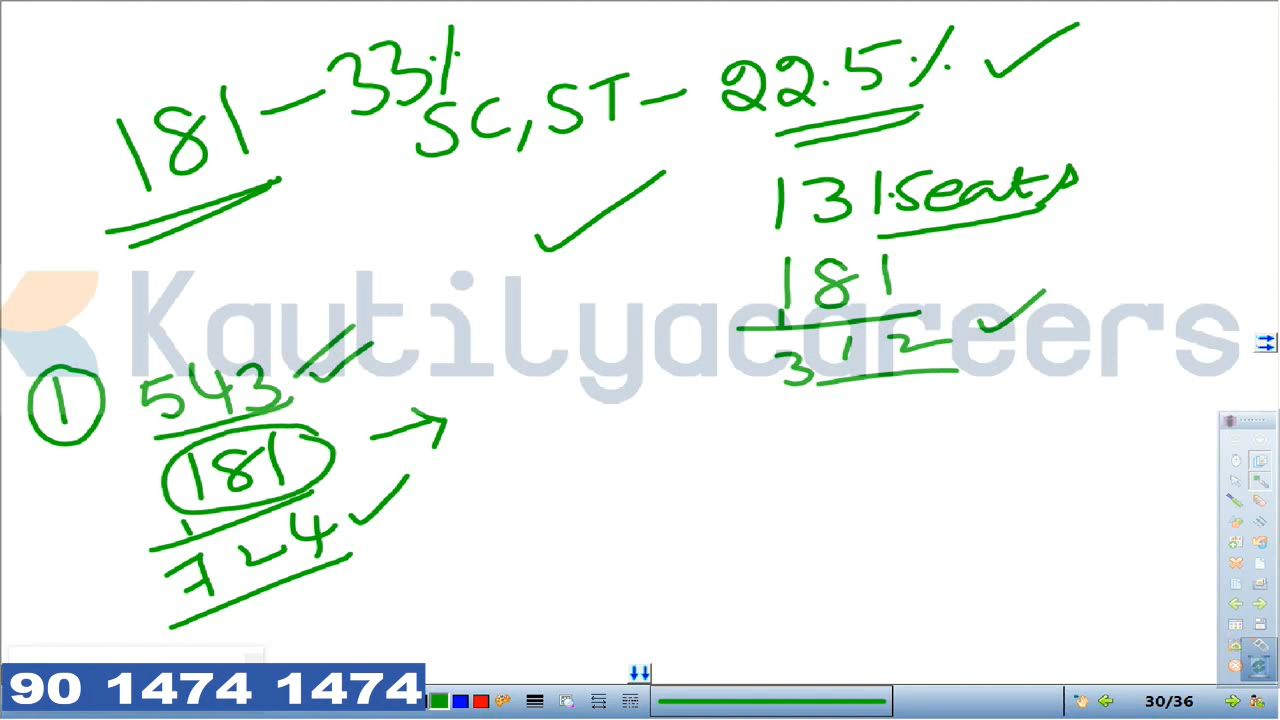 181 – 33%
SC, ST – 22.5%
131 Seats
181
312
Kautilyacareers
1
543
181
724
90 1474 1474
30/36